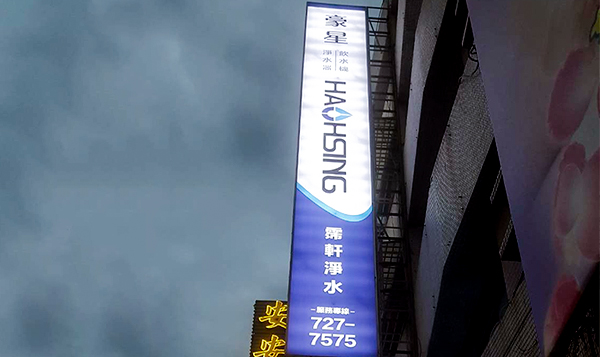 豪星
飲水機
淨水器
HAOHSING
霈軒淨水
-服務專線-
727-
7575
安
安